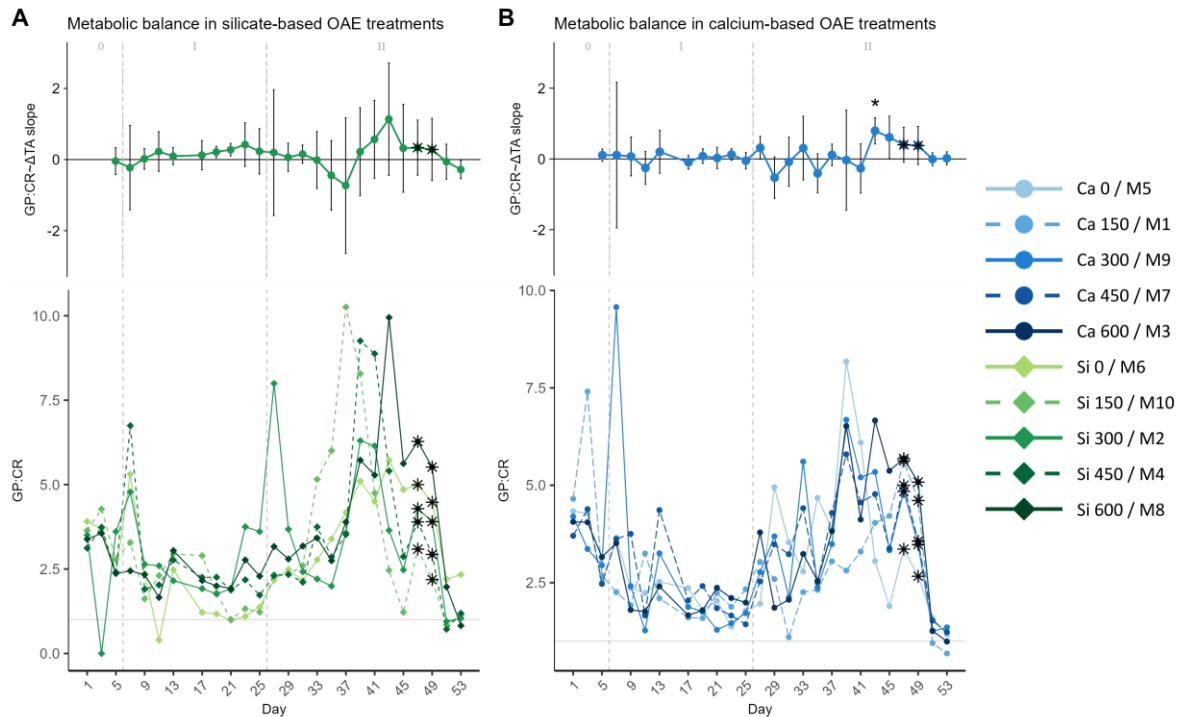 A
Metabolic balance in silicate-based OAE treatments
0 I II
2
0
-2
GP:CR~ΔTA slope
10.0
7.5
5.0
2.5
0.0
GP:CR
1 5 9 13 17 21 25 27 29 31 33 37 41 45 49 53
Day
B
Metabolic balance in calcium-based OAE treatments
0 I II
*
2
0
-2
GP:CR~ΔTA slope
10.0
7.5
5.0
2.5
GP:CR
1 5 9 13 17 21 25 29 33 37 41 45 49 53
Day
Ca 0 / M5
Ca 150 / M1
Ca 300 / M9
Ca 450 / M7
Ca 600 / M3
Si 0 / M6
Si 150 / M10
Si 300 / M2
Si 450 / M4
Si 600 / M8